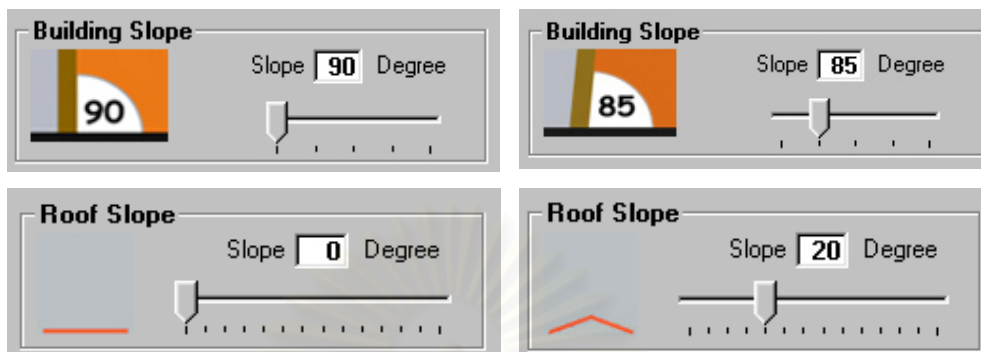 Building Slope
Slope 90 Degree
90
Building Slope
Slope 85 Degree
85
Roof Slope
Slope 0 Degree
Roof Slope
Slope 20 Degree